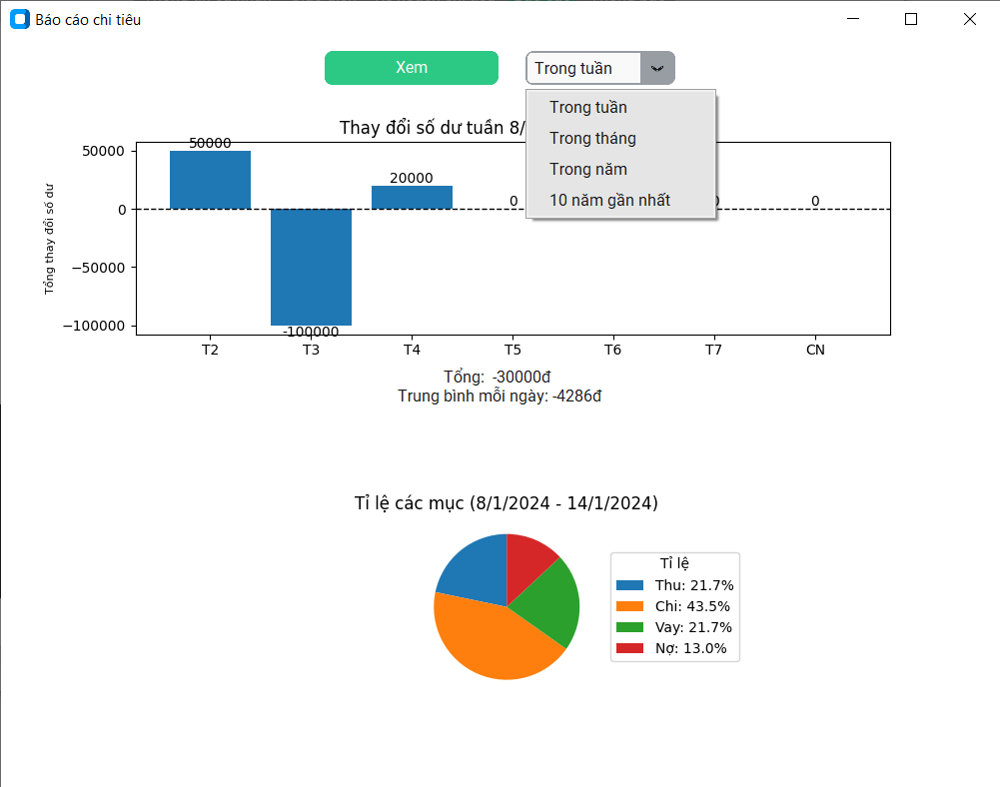 Báo cáo chi tiêu
Xem
Trong tuần
Trong tuần
Trong tháng
Trong năm
10 năm gần nhất
Thay đổi số dư tuần 8/
Tổng thay đổi số dư
50000
0
−50000
−100000
50000
-100000
20000
0
0
0
T2
T3
T4
T5
T6
T7
CN
Tổng: -30000đ
Trung bình mỗi ngày: -4286đ
Tỉ lệ các mục (8/1/2024 - 14/1/2024)
Tỉ lệ
Thu: 21.7%
Chi: 43.5%
Vay: 21.7%
Nợ: 13.0%